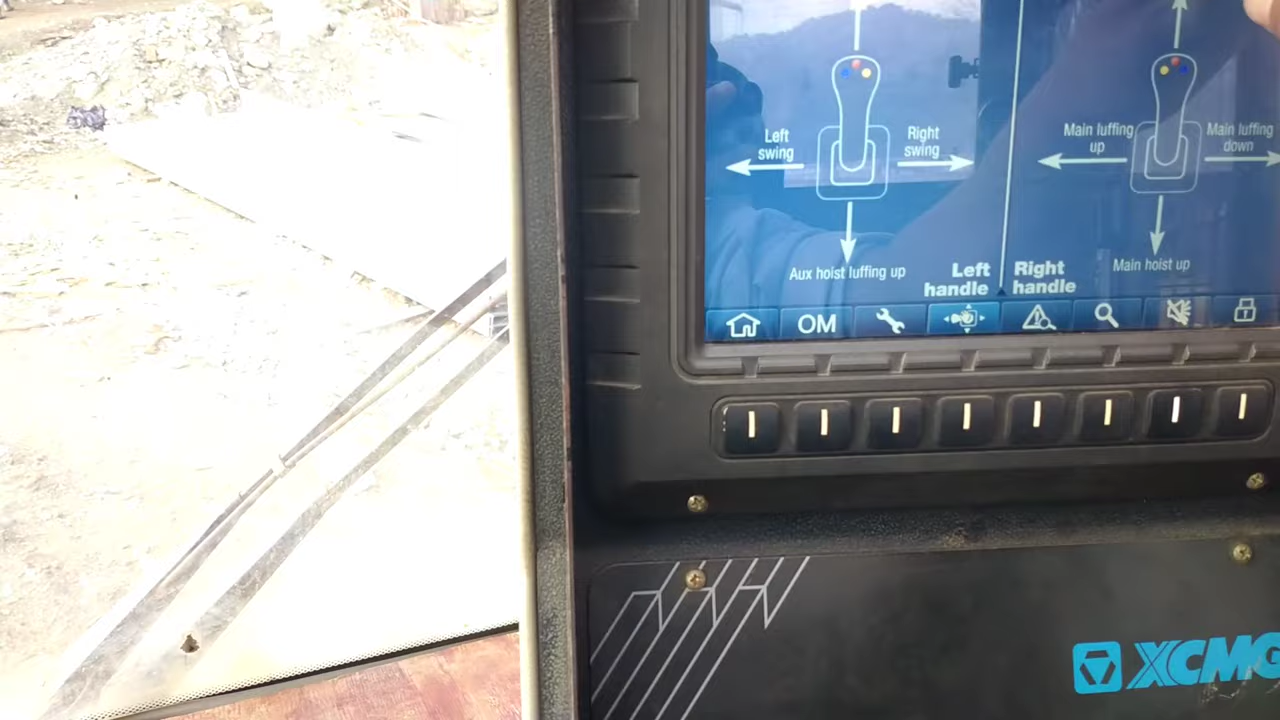 Left
swing
Right
swing
Main luffing
up
Main luffing
down
Aux hoist luffing up
Left
handle
Right
handle
Main hoist up
OM
XCMG